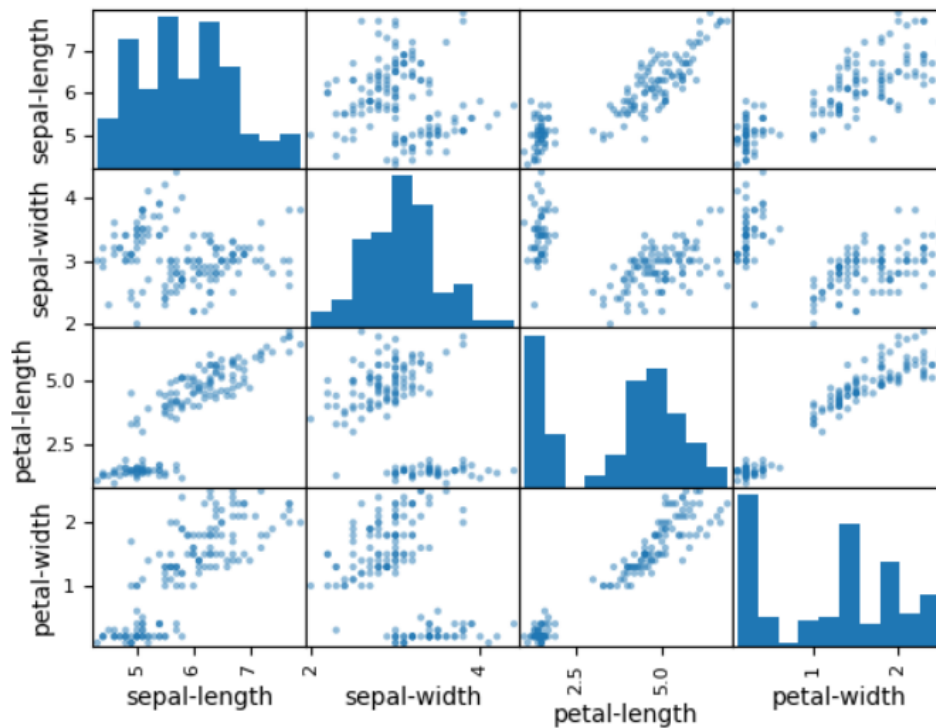 sepal-length
7
6
5
sepal-width
4
3
2
petal-length
5.0
2.5
petal-width
2
1
5 6 7 2 4 2.5 5.0 1 2
sepal-length sepal-width petal-length petal-width